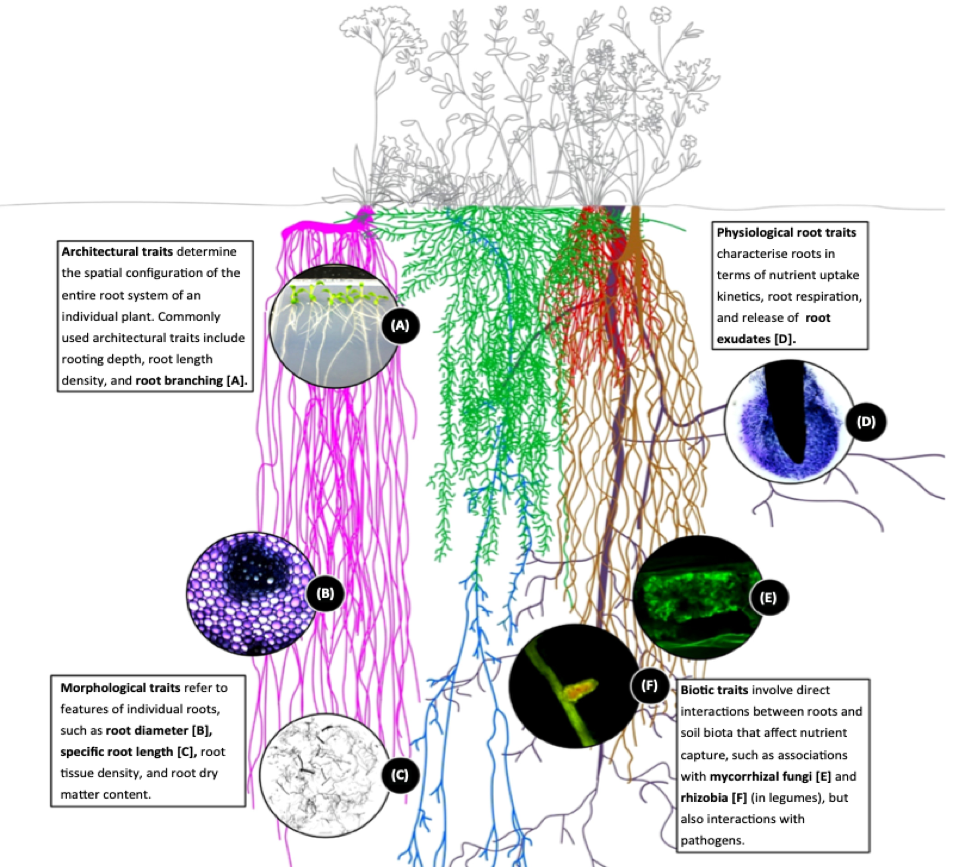 Architectural traits determine
the spatial configuration of the
entire root system of an
individual plant. Commonly
used architectural traits include
rooting depth, root length
density, and root branching [A].
(A)
Physiological root traits
characterise roots in
terms of nutrient uptake
kinetics, root respiration,
and release of root
exudates [D].
(D)
(B)
(E)
(F)
Morphological traits refer to
features of individual roots,
such as root diameter [B],
specific root length [C], root
tissue density, and root dry
matter content.
(C)
Biotic traits involve direct
interactions between roots and
soil biota that affect nutrient
capture, such as associations
with mycorrhizal fungi [E] and
rhizobia [F] (in legumes), but
also interactions with
pathogens.